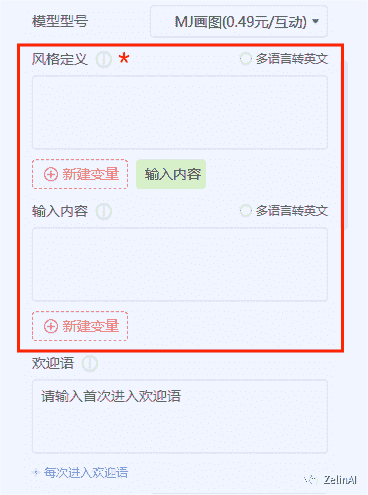 模型型号 MJ画图(0.49元/互动)
风格定义 * 多语言转英文
新建变量 输入内容
输入内容 多语言转英文
新建变量
欢迎语
请输入首次进入欢迎语
+ 每次进入欢迎语
ZelinAI